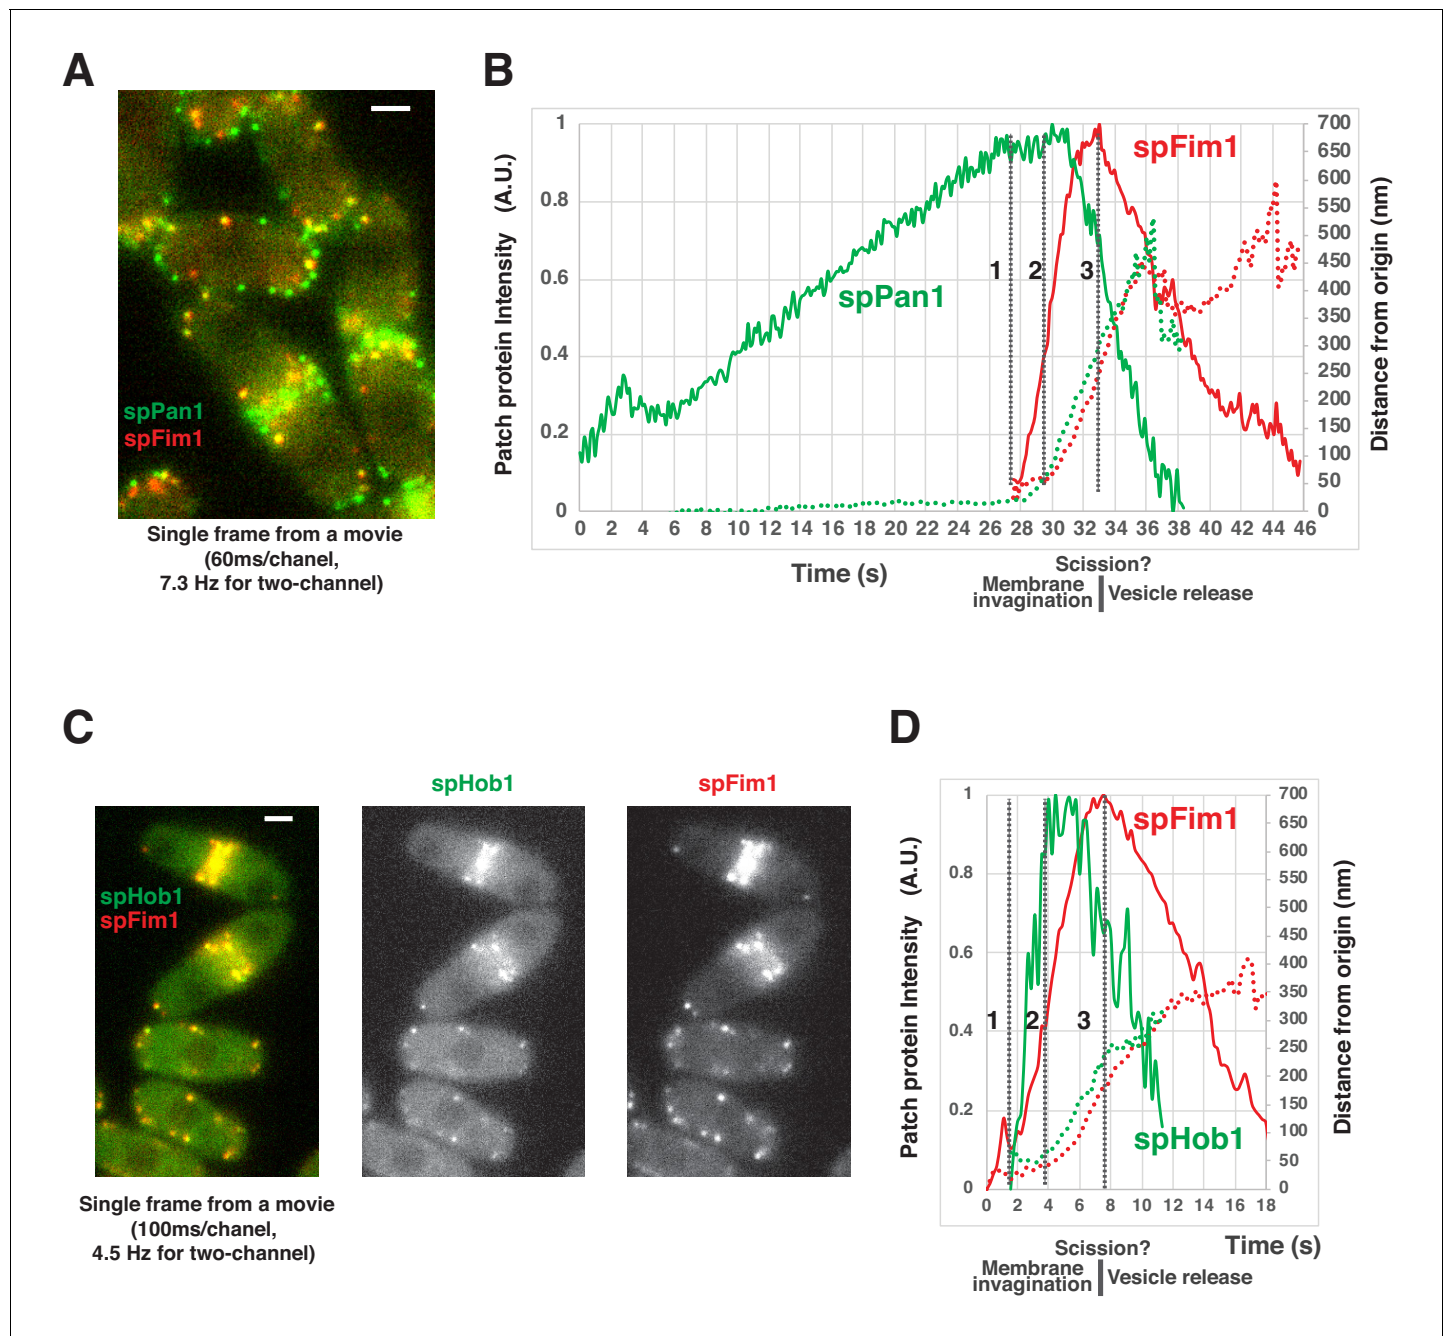 A
spPan1
spFim1
Single frame from a movie
(60ms/chanel,
7.3 Hz for two-channel)
B
Patch protein Intensity (A.U.)
1
0.8
0.6
0.4
0.2
0
spFim1
spPan1
1 2 3
700
650
600
550
500
450
400
350
300
250
200
150
100
50
0
Distance from origin (nm)
0 2 4 6 8 10 12 14 16 18 20 22 24 26 28 30 32 34 36 38 40 42 44 46
Time (s)
Scission?
Membrane
invagination
Vesicle release
C
spHob1
spFim1
spHob1
spFim1
Single frame from a movie
(100ms/chanel,
4.5 Hz for two-channel)
D
Patch protein Intensity (A.U.)
1
0.8
0.6
0.4
0.2
0
spFim1
1 2 3
spHob1
700
650
600
550
500
450
400
350
300
250
200
150
100
50
0
Distance from origin (nm)
0 2 4 6 8 10 12 14 16 18
Scission?
Time (s)
Membrane
invagination
Vesicle release